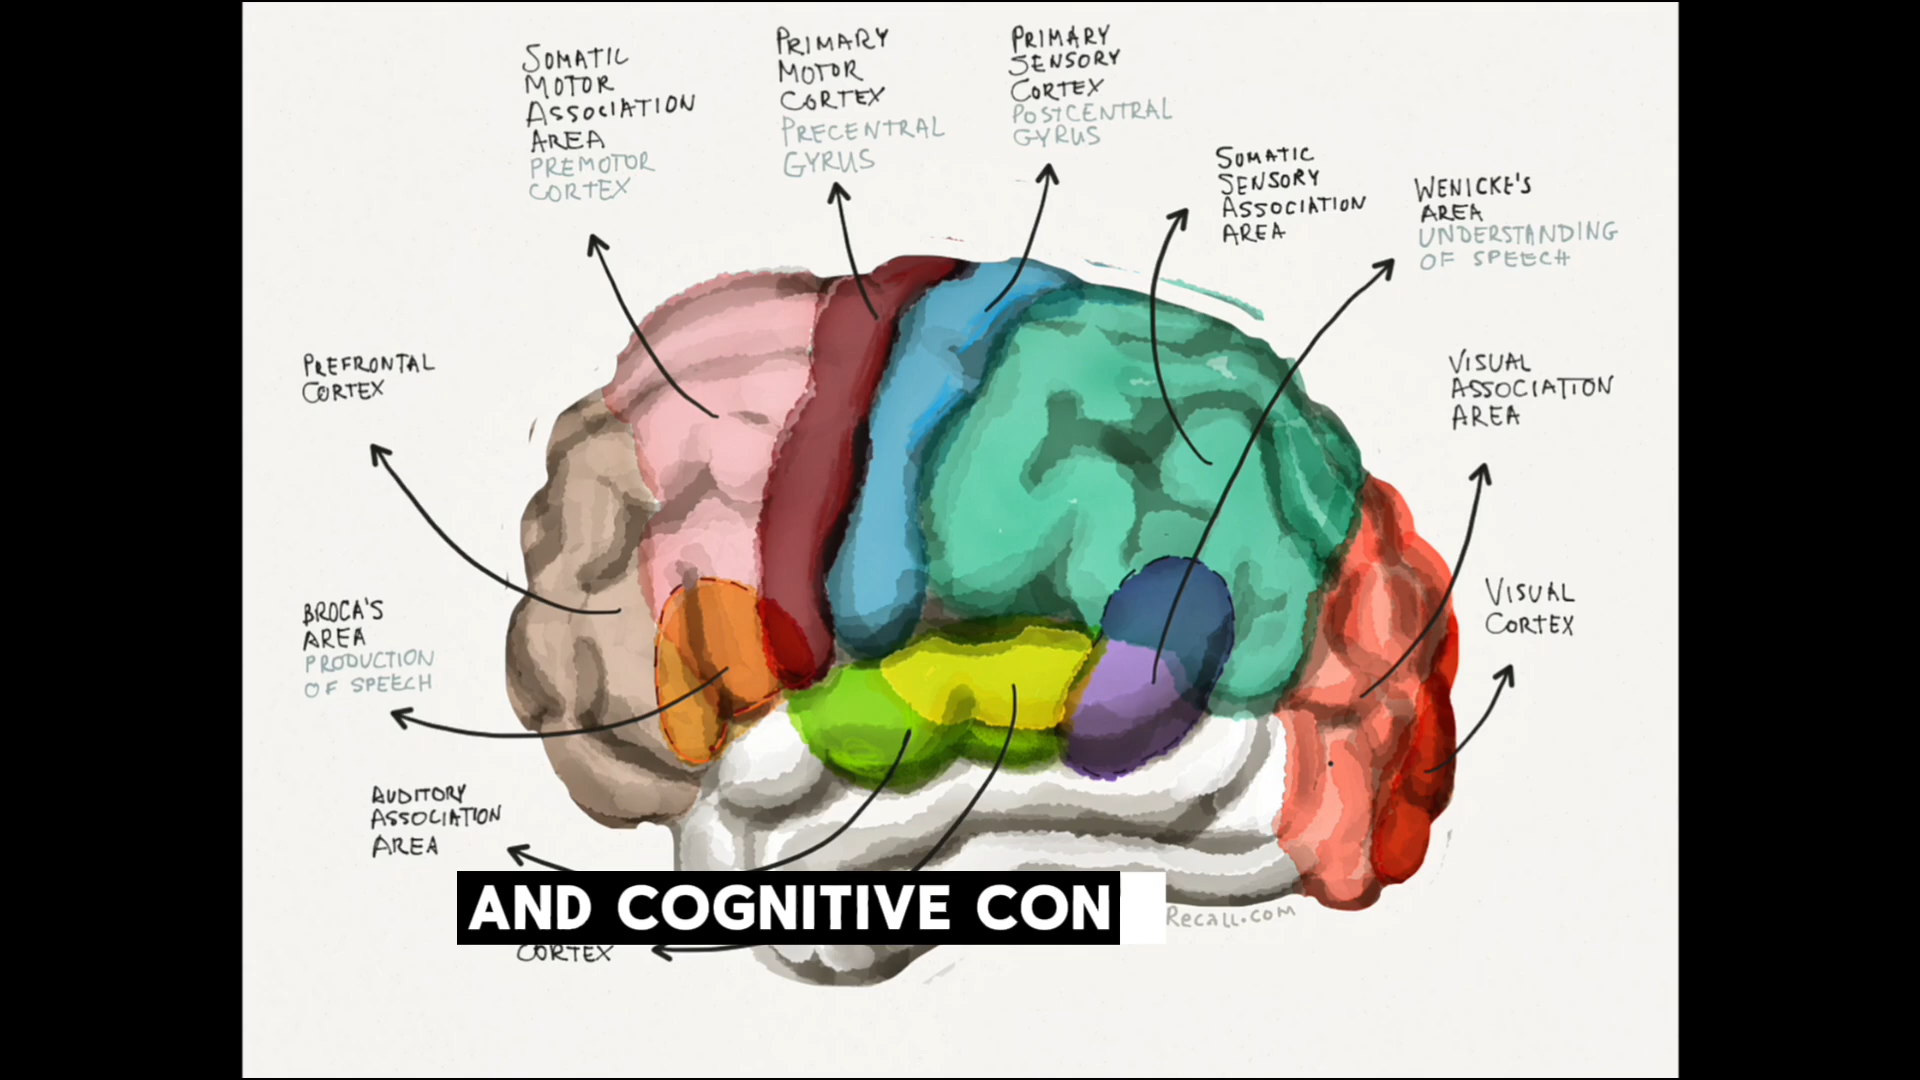 SOMATIC
MOTOR
ASSOCIATION
AREA
PREMOTOR
CORTEX
PRIMARY
MOTOR
CORTEX
PRECENTRAL
GYRUS
PRIMARY
SENSORY
CORTEX
POSTCENTRAL
GYRUS
SOMATIC
SENSORY
ASSOCIATION
AREA
WENICKE'S
AREA
UNDERSTANDING
OF SPEECH
PREFRONTAL
CORTEX
VISUAL
ASSOCIATION
AREA
BROCA'S
AREA
PRODUCTION
OF SPEECH
VISUAL
CORTEX
AUDITORY
ASSOCIATION
AREA
AND COGNITIVE CON
RECALL.COM
CORTEX